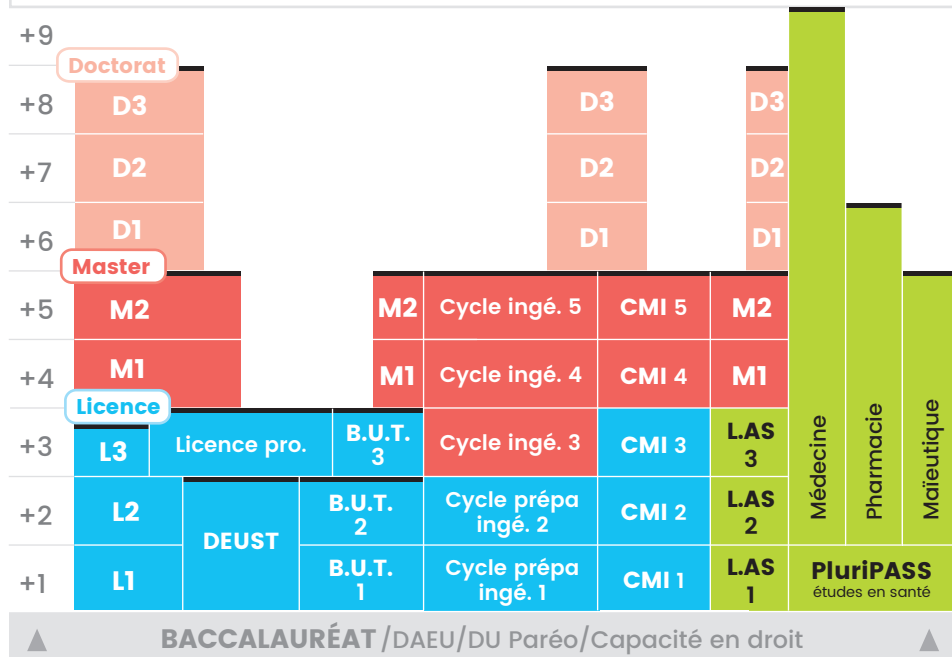 +9
Doctorat
+8
D3
D3
D3
+7
D2
D2
D2
+6
D1
D1
D1
Master
+5
M2
M2
Cycle ingé. 5
CMI 5
M2
+4
M1
M1
Cycle ingé. 4
CMI 4
M1
Licence
+3
L3
Licence pro.
B.U.T.
3
Cycle ingé. 3
CMI 3
L.AS
3
Médecine
Pharmacie
Maïeutique
+2
L2
DEUST
B.U.T.
2
Cycle prépa
ingé. 2
CMI 2
L.AS
2
+1
L1
B.U.T.
1
Cycle prépa
ingé. 1
CMI 1
L.AS
1
PluriPASS
études en santé
BACCALAURÉAT/DAEU/DU Paréo/Capacité en droit